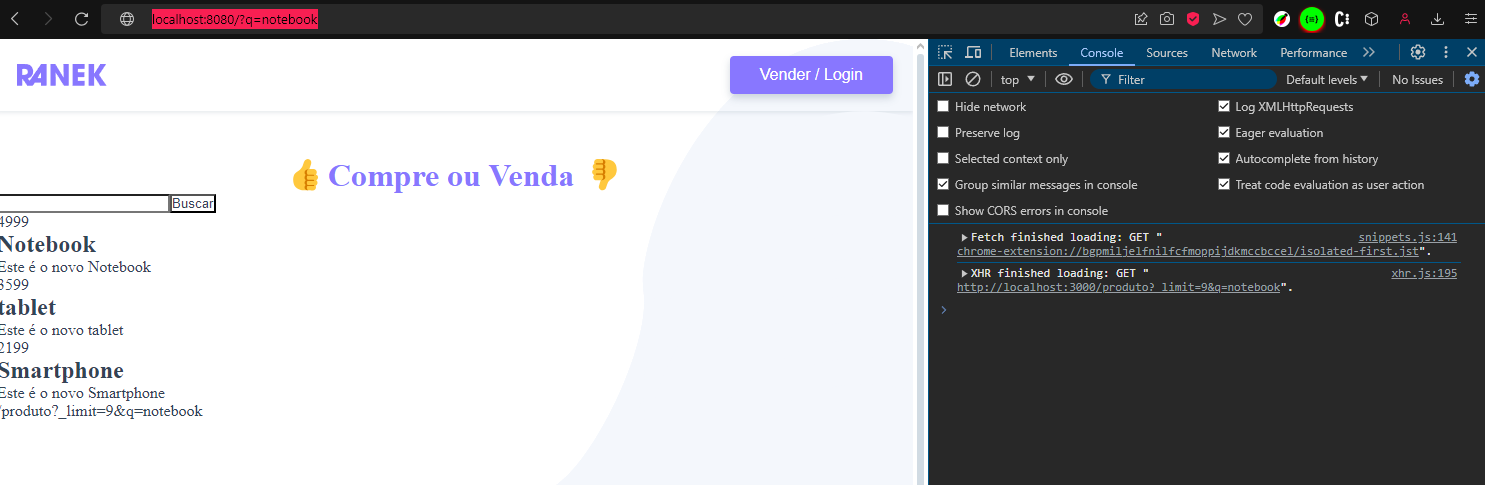 localhost:8080/?q=notebook
RANEK
Vender / Login
👍 Compre ou Venda 👎
Buscar
4999
Notebook
Este é o novo Notebook
3599
tablet
Este é o novo tablet
2199
Smartphone
Este é o novo Smartphone
/produto?_limit=9&q=notebook
Elements Console Sources Network Performance
top Filter Default levels No Issues
Hide network Log XMLHttpRequests
Preserve log Eager evaluation
Selected context only Autocomplete from history
Group similar messages in console Treat code evaluation as user action
Show CORS errors in console
Fetch finished loading: GET " snippets.js:141
chrome-extension://bgpmiljelfnilfcfmoppijdkmccbccel/isolated-first.jst".
XHR finished loading: GET " xhr.js:195
http://localhost:3000/produto?_limit=9&q=notebook".